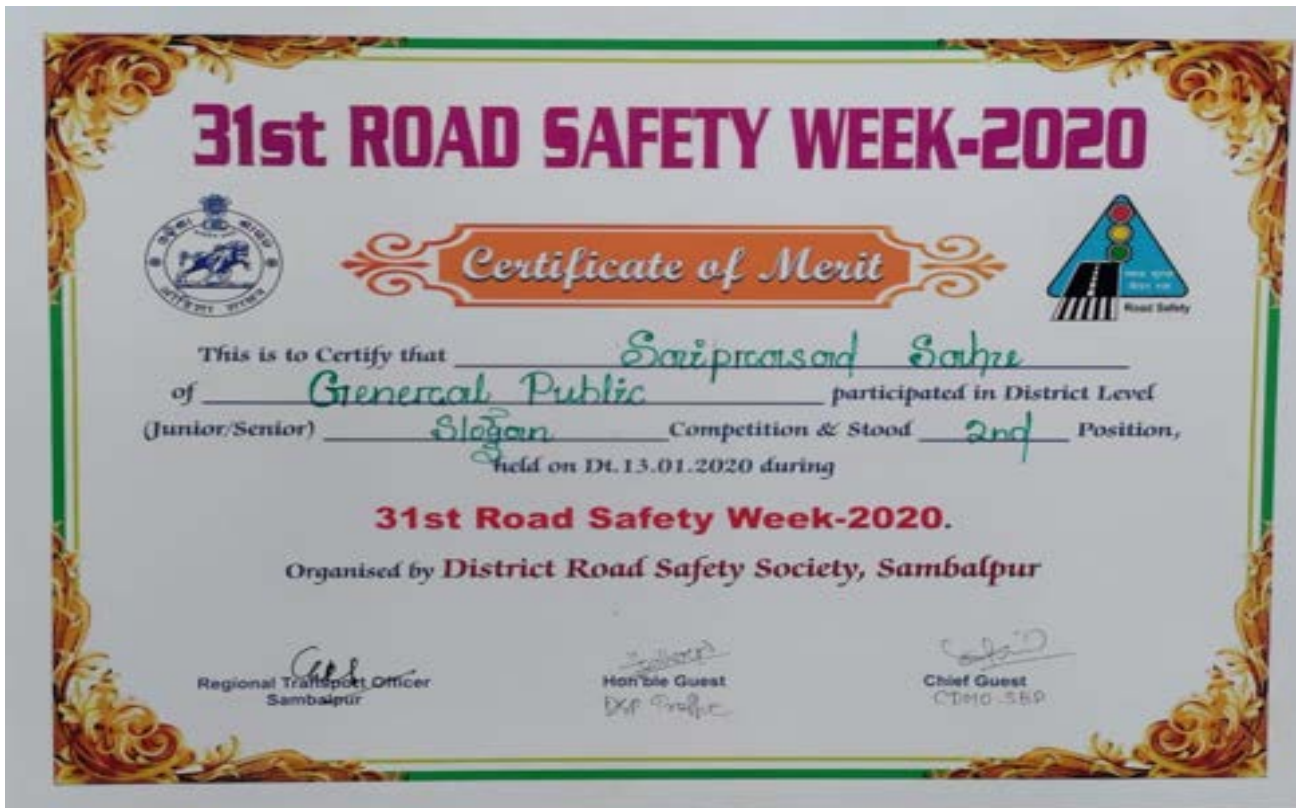 31st ROAD SAFETY WEEK-2020
Certificate of Merit
Road Safety
This is to Certify that Saiprasad Sahu
of General Public participated in District Level
(Junior/Senior) Slogan Competition & Stood 2nd Position,
held on Dt.13.01.2020 during
31st Road Safety Week-2020.
Organised by District Road Safety Society, Sambalpur
Regional Transport Officer
Sambalpur
Hon'ble Guest
DSP Traffic
Chief Guest
CDMO SBP